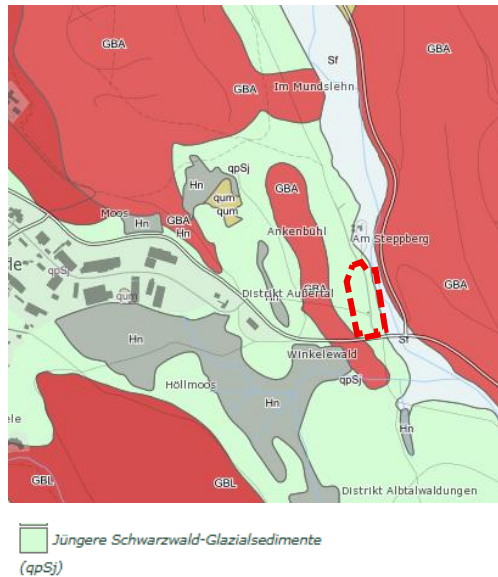 GBA
GBA
Sf
GBA
Im Mundslehn
qpSj
Hn
qum
qum
Moos
Hn
GBA
Hn
GBA
Ankenbühl
Am Steppberg
de
qpSj
qum
Distrikt Außertal
GBA
Hn
GBA
Hn
Winkelewald
Sf
qpSj
Höllmoos
Hn
Hn
ele
GBL
GBL
Distrikt Albtalwaldungen
Jüngere Schwarzwald-Glazialsedimente
(qpSj)